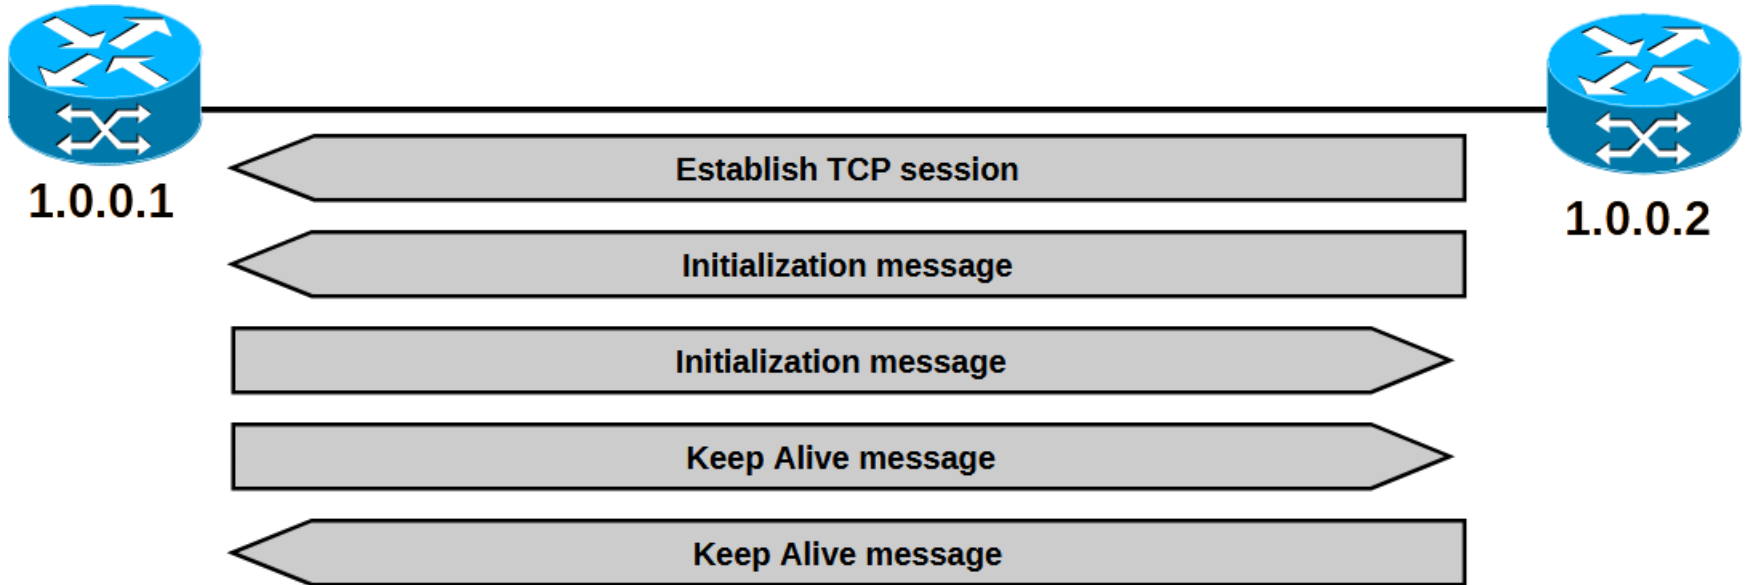 1.0.0.1
1.0.0.2
Establish TCP session
Initialization message
Initialization message
Keep Alive message
Keep Alive message